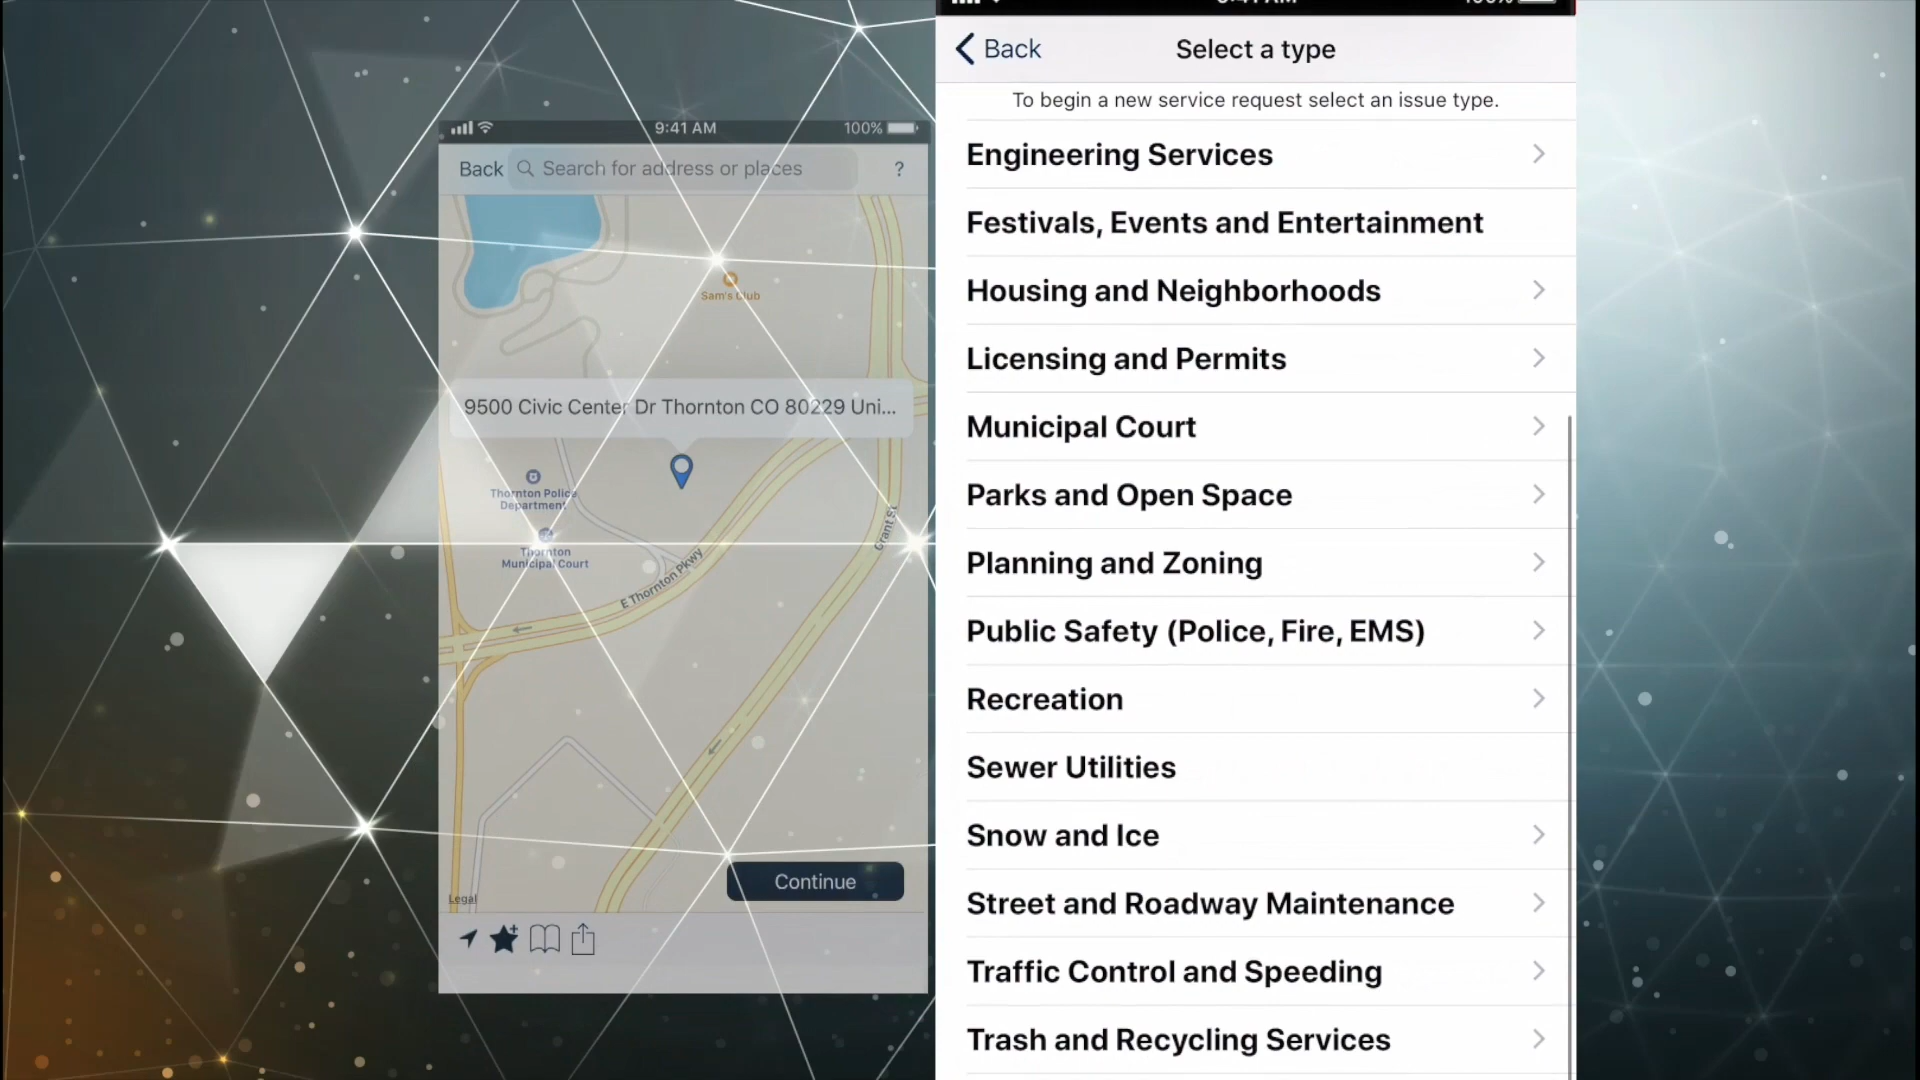 9:41 AM
100%
Back
Search for address or places
?
Sam's Club
9500 Civic Center Dr Thornton CO 80229 Uni...
Thornton Police
Department
Thornton
Municipal Court
E Thornton Pkwy
Grant St
Continue
Legal
9:41 AM
100%
Back
Select a type
To begin a new service request select an issue type.
Engineering Services
Festivals, Events and Entertainment
Housing and Neighborhoods
Licensing and Permits
Municipal Court
Parks and Open Space
Planning and Zoning
Public Safety (Police, Fire, EMS)
Recreation
Sewer Utilities
Snow and Ice
Street and Roadway Maintenance
Traffic Control and Speeding
Trash and Recycling Services